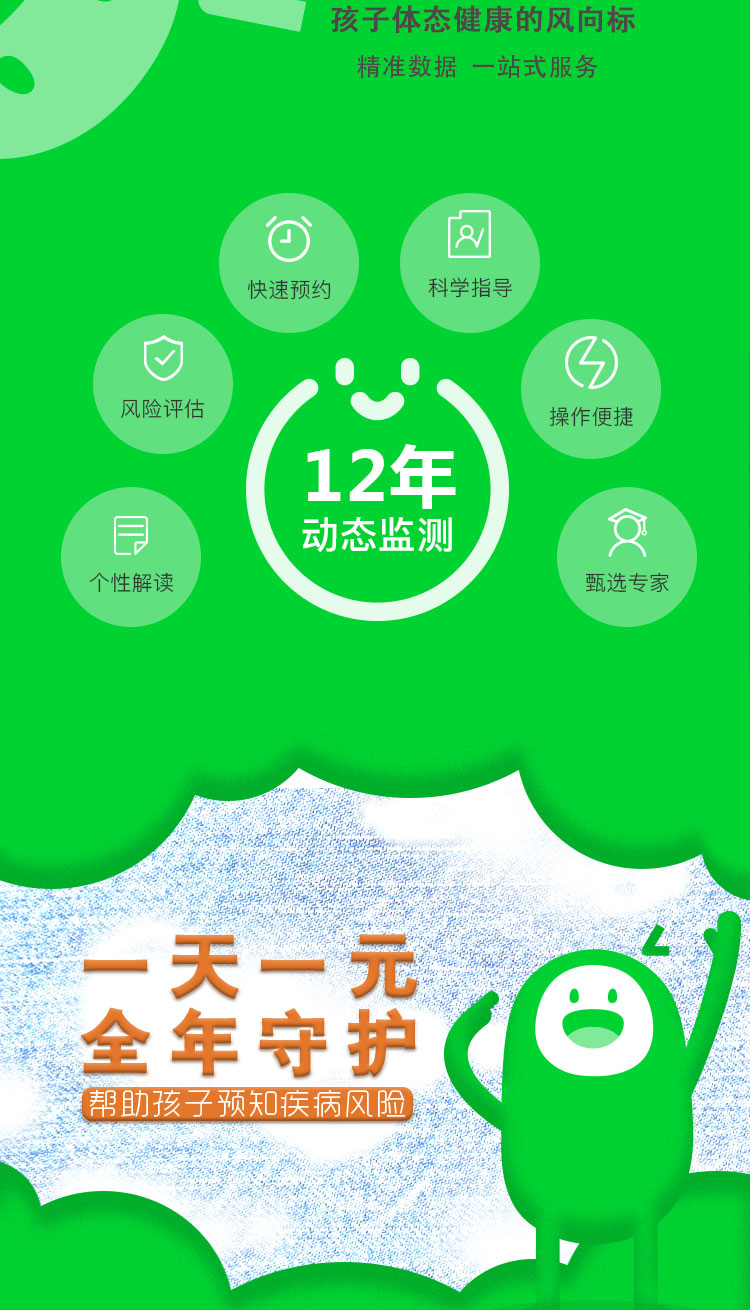 孩子体态健康的风向标
精准数据 一站式服务
快速预约
科学指导
风险评估
操作便捷
12年
动态监测
个性解读
甄选专家
一天一元
全年守护
帮助孩子预知疾病风险